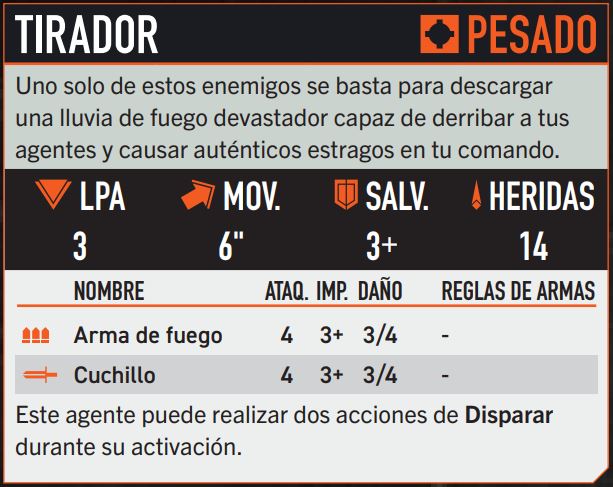 TIRADOR PESADO
Uno solo de estos enemigos se basta para descargar
una lluvia de fuego devastador capaz de derribar a tus
agentes y causar auténticos estragos en tu comando.
LPA MOV. SALV. HERIDAS
3 6" 3+ 14
NOMBRE ATAQ. IMP. DAÑO REGLAS DE ARMAS
Arma de fuego 4 3+ 3/4 -
Cuchillo 4 3+ 3/4 -
Este agente puede realizar dos acciones de Disparar
durante su activación.